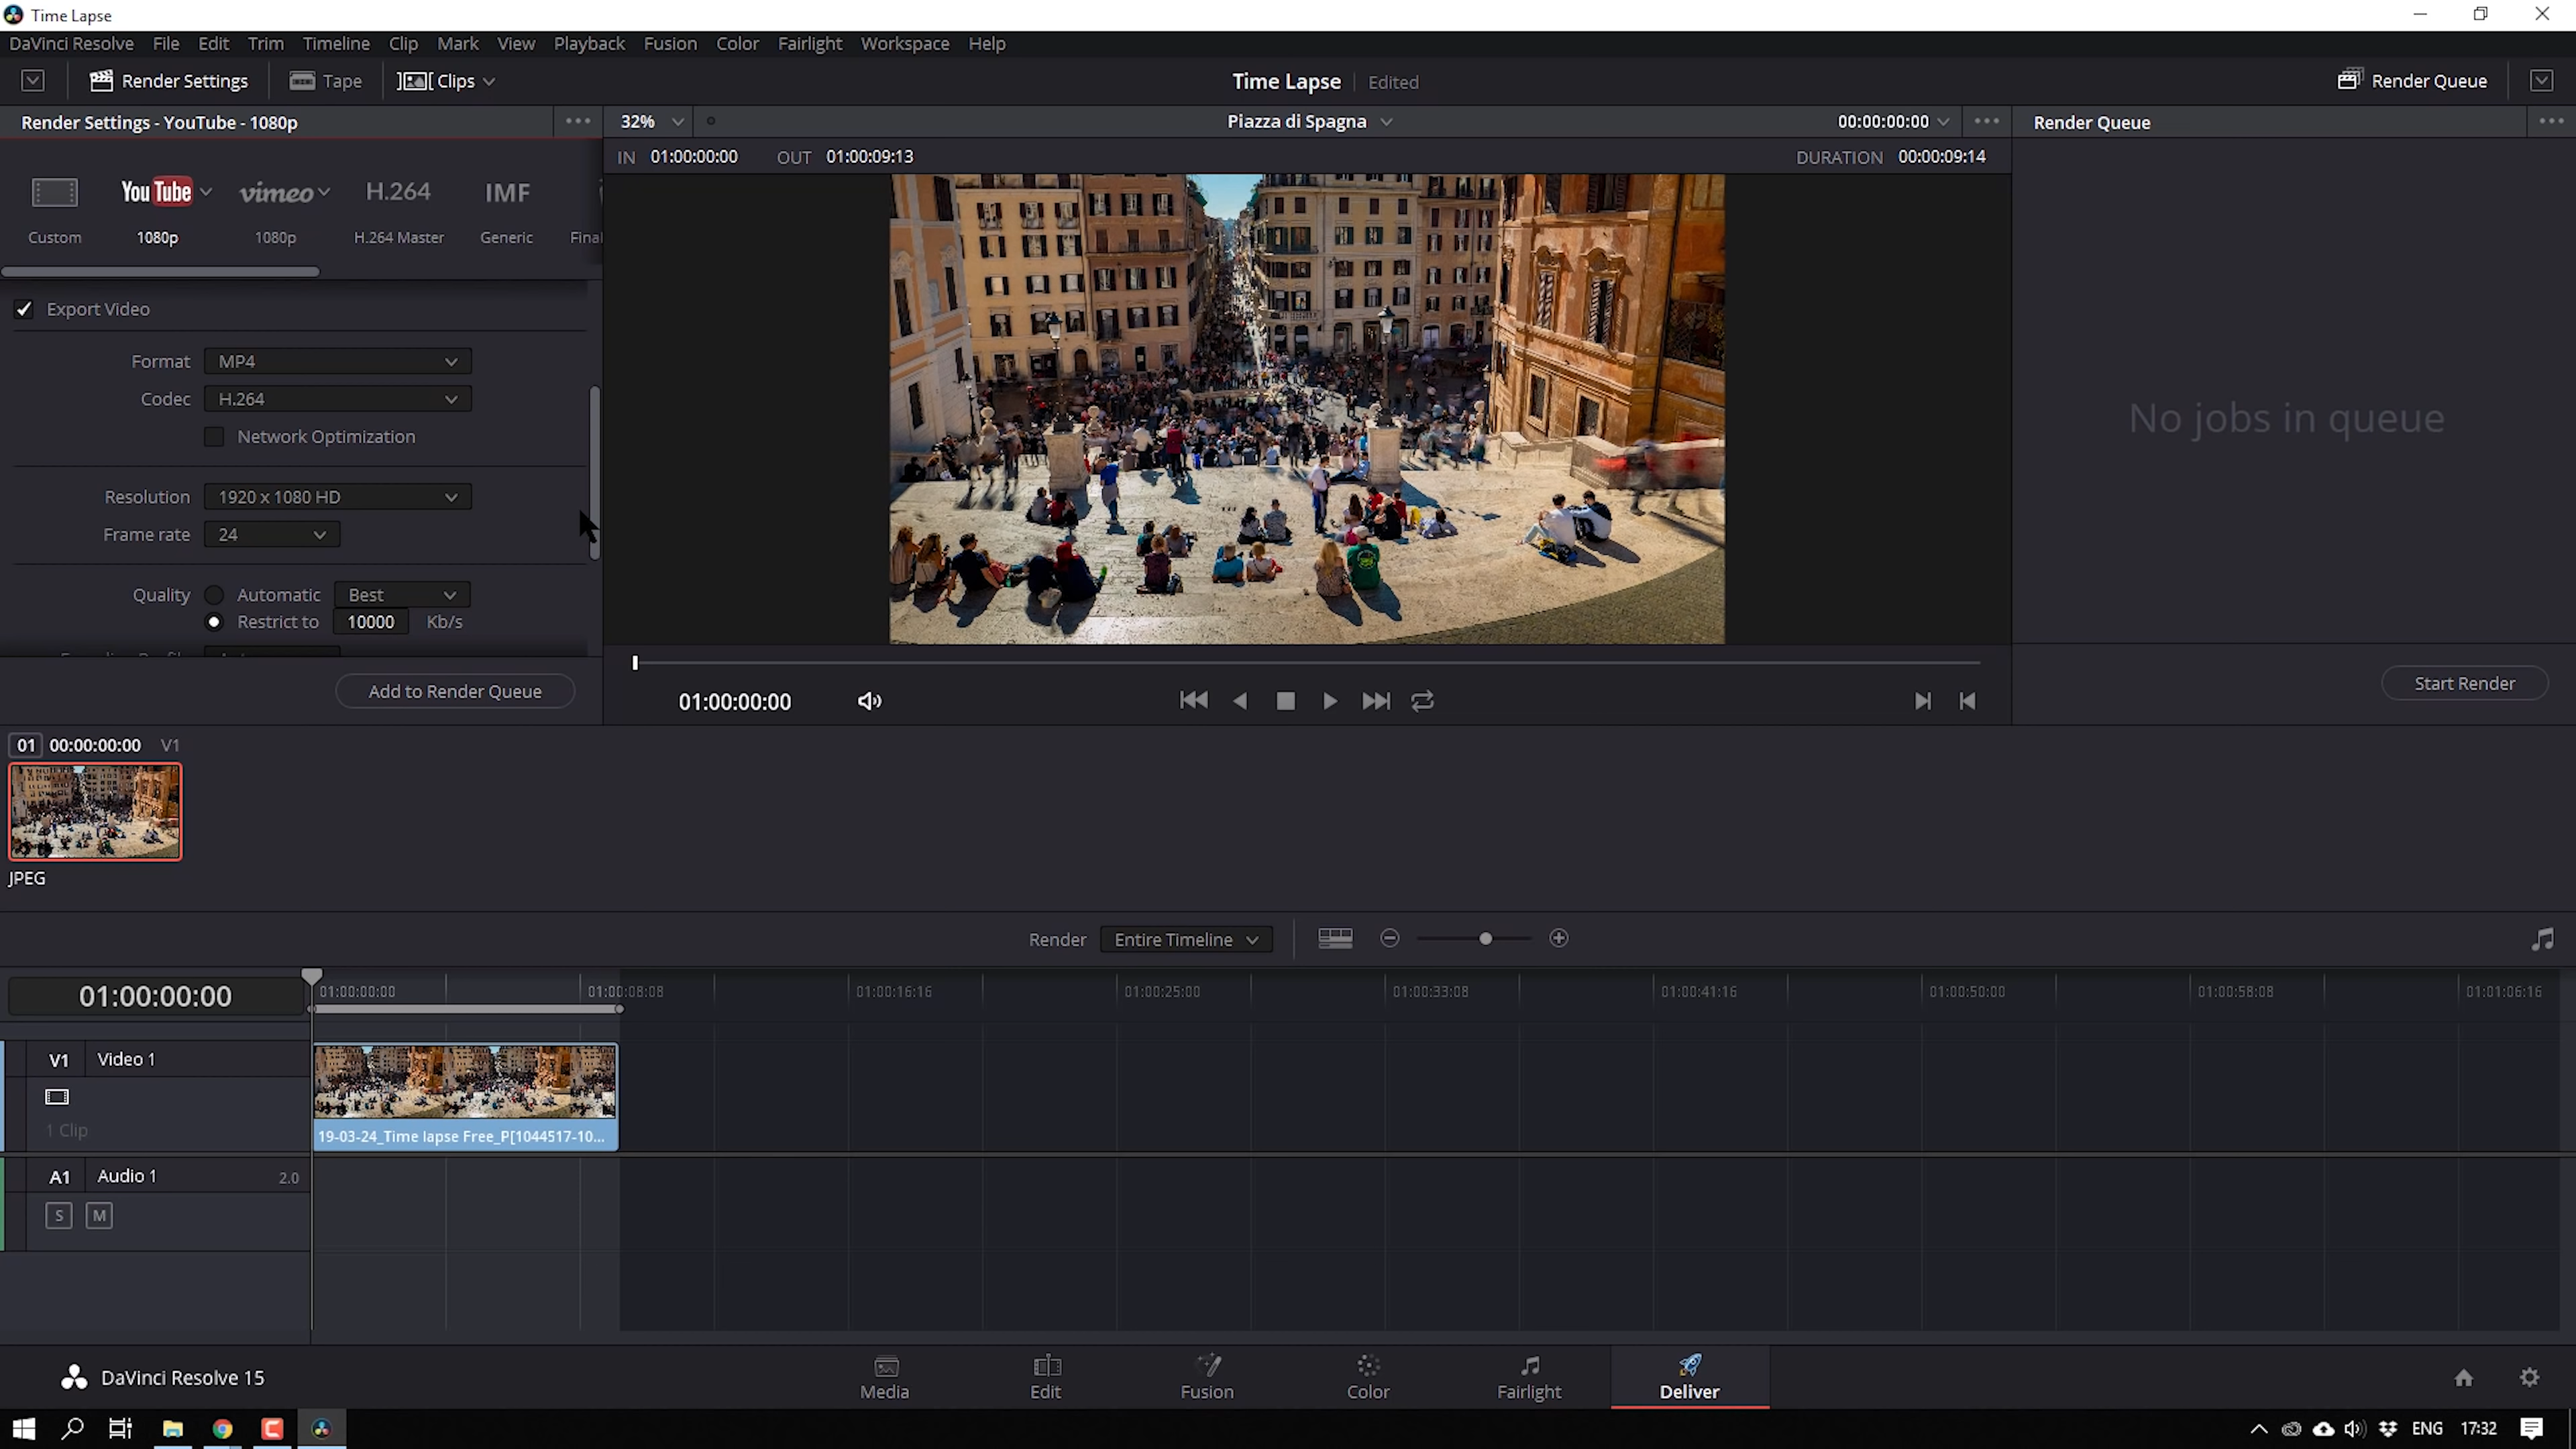 Time Lapse
DaVinci Resolve File Edit Trim Timeline Clip Mark View Playback Fusion Color Fairlight Workspace Help
Render Settings Tape Clips Time Lapse Edited Render Queue
Render Settings - YouTube - 1080p
32% Piazza di Spagna 00:00:00:00
Render Queue
IN 01:00:00:00 OUT 01:00:09:13 DURATION 00:00:09:14
YouTube vimeo H.264 IMF
Custom 1080p 1080p H.264 Master Generic Final
Export Video
Format MP4
Codec H.264
Network Optimization
Resolution 1920 x 1080 HD
Frame rate 24
Quality Automatic Best
Restrict to 10000 Kb/s
Add to Render Queue
No jobs in queue
01:00:00:00
Start Render
01 00:00:00:00 V1
JPEG
Render Entire Timeline
01:00:00:00
01:00:00:00 01:00:08:08 01:00:16:16 01:00:25:00 01:00:33:08 01:00:41:16 01:00:50:00 01:00:58:08 01:01:06:16
V1 Video 1
1 Clip
19-03-24_Time lapse Free_P[1044517-10...
A1 Audio 1 2.0
S M
DaVinci Resolve 15
Media Edit Fusion Color Fairlight Deliver
ENG 17:32